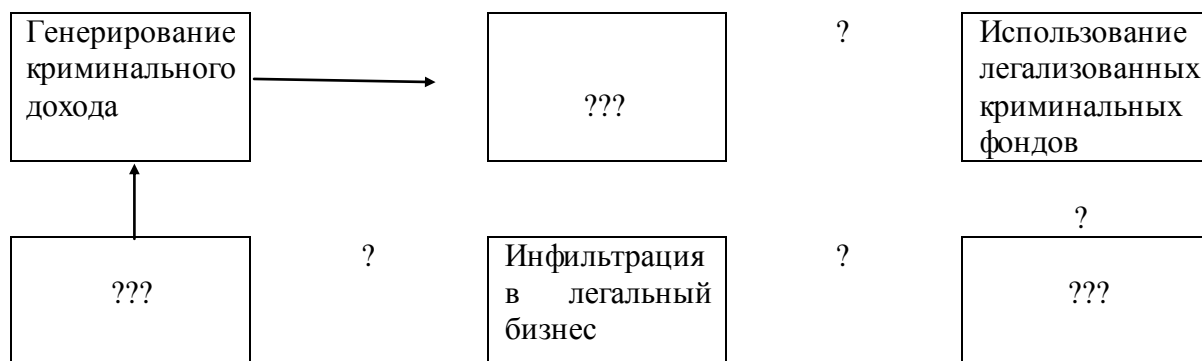 Генерирование
криминального
дохода
???
?
Использование
легализованных
криминальных
фондов
?
???
?
Инфильтрация
в легальный
бизнес
?
???